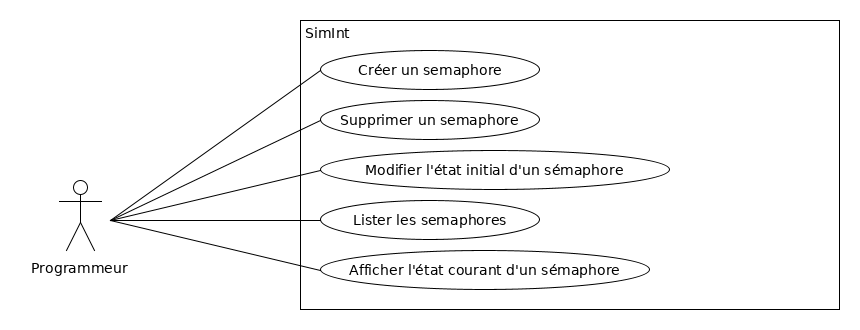 SimInt
Créer un semaphore
Supprimer un semaphore
Modifier l'état initial d'un sémaphore
Lister les semaphores
Afficher l'état courant d'un sémaphore
Programmeur